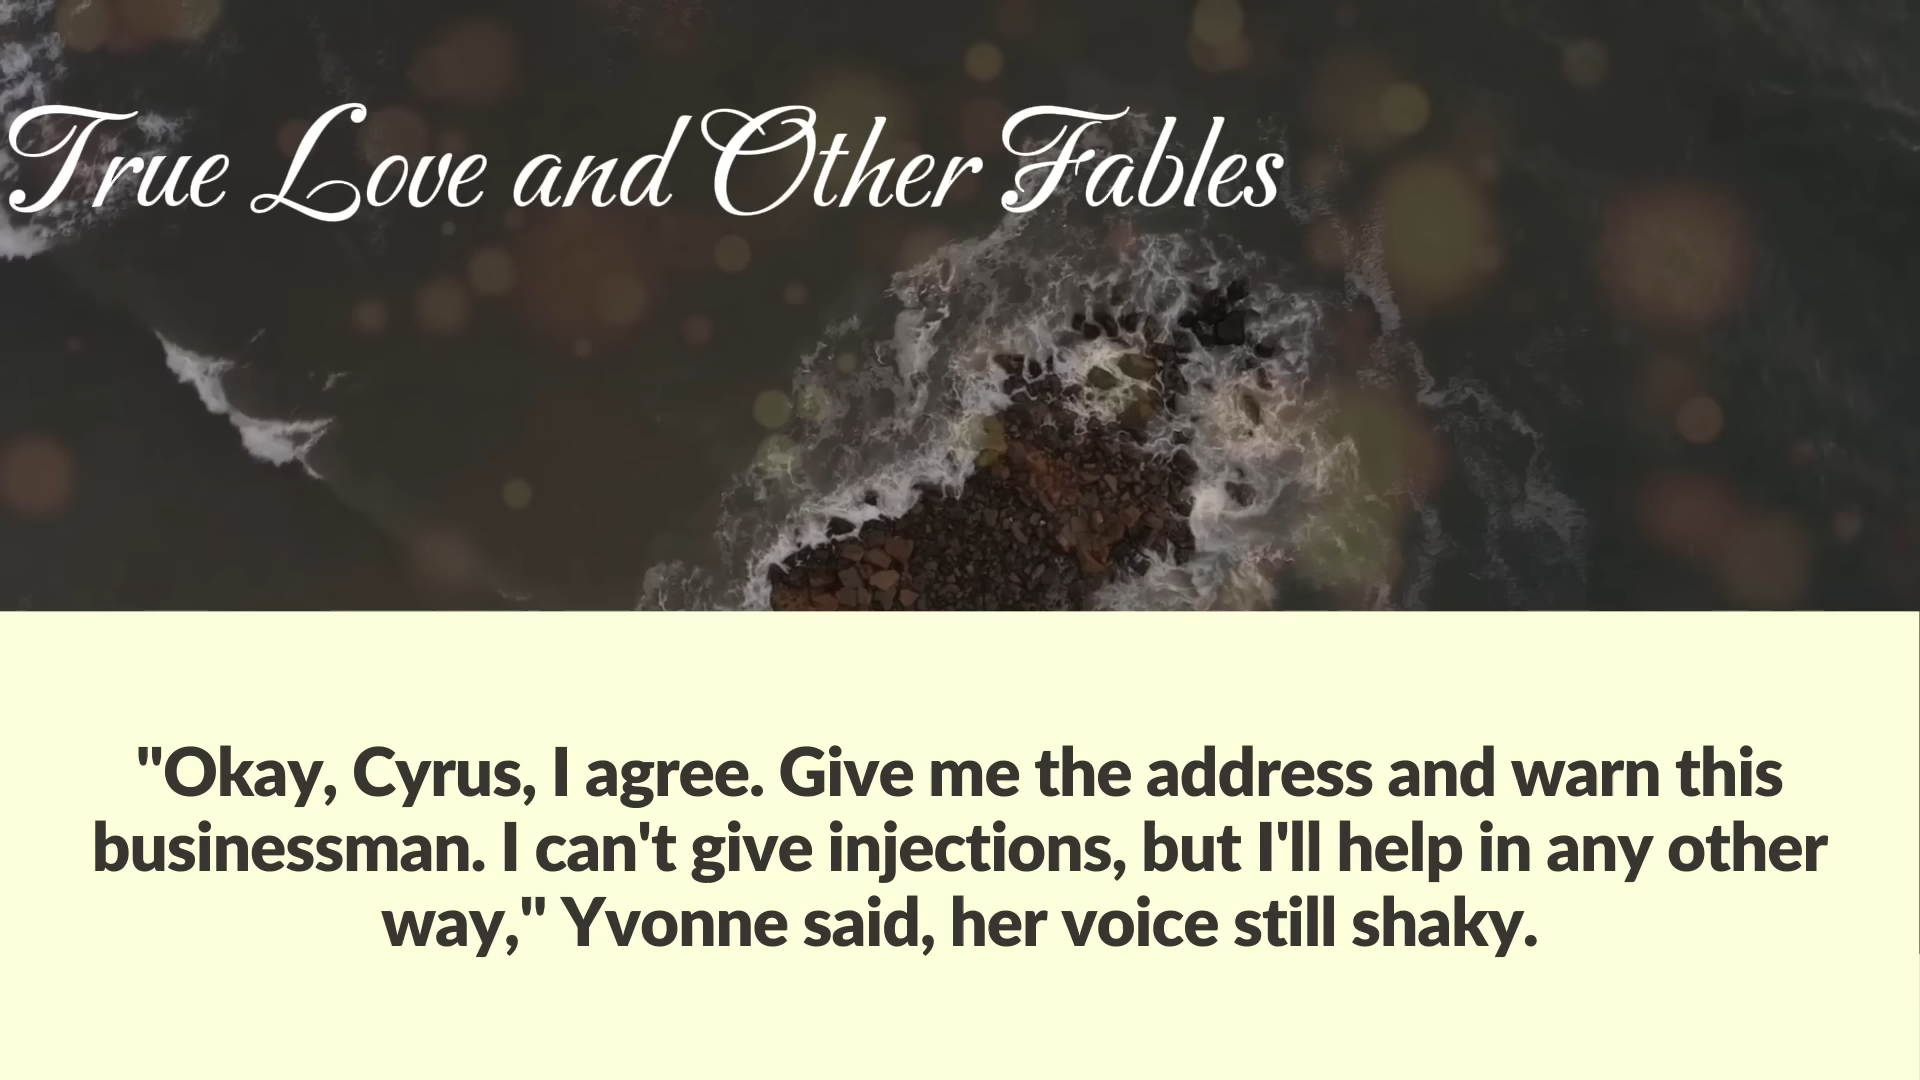 True Love and Other Fables
"Okay, Cyrus, I agree. Give me the address and warn this
businessman. I can't give injections, but I'll help in any other
way," Yvonne said, her voice still shaky.